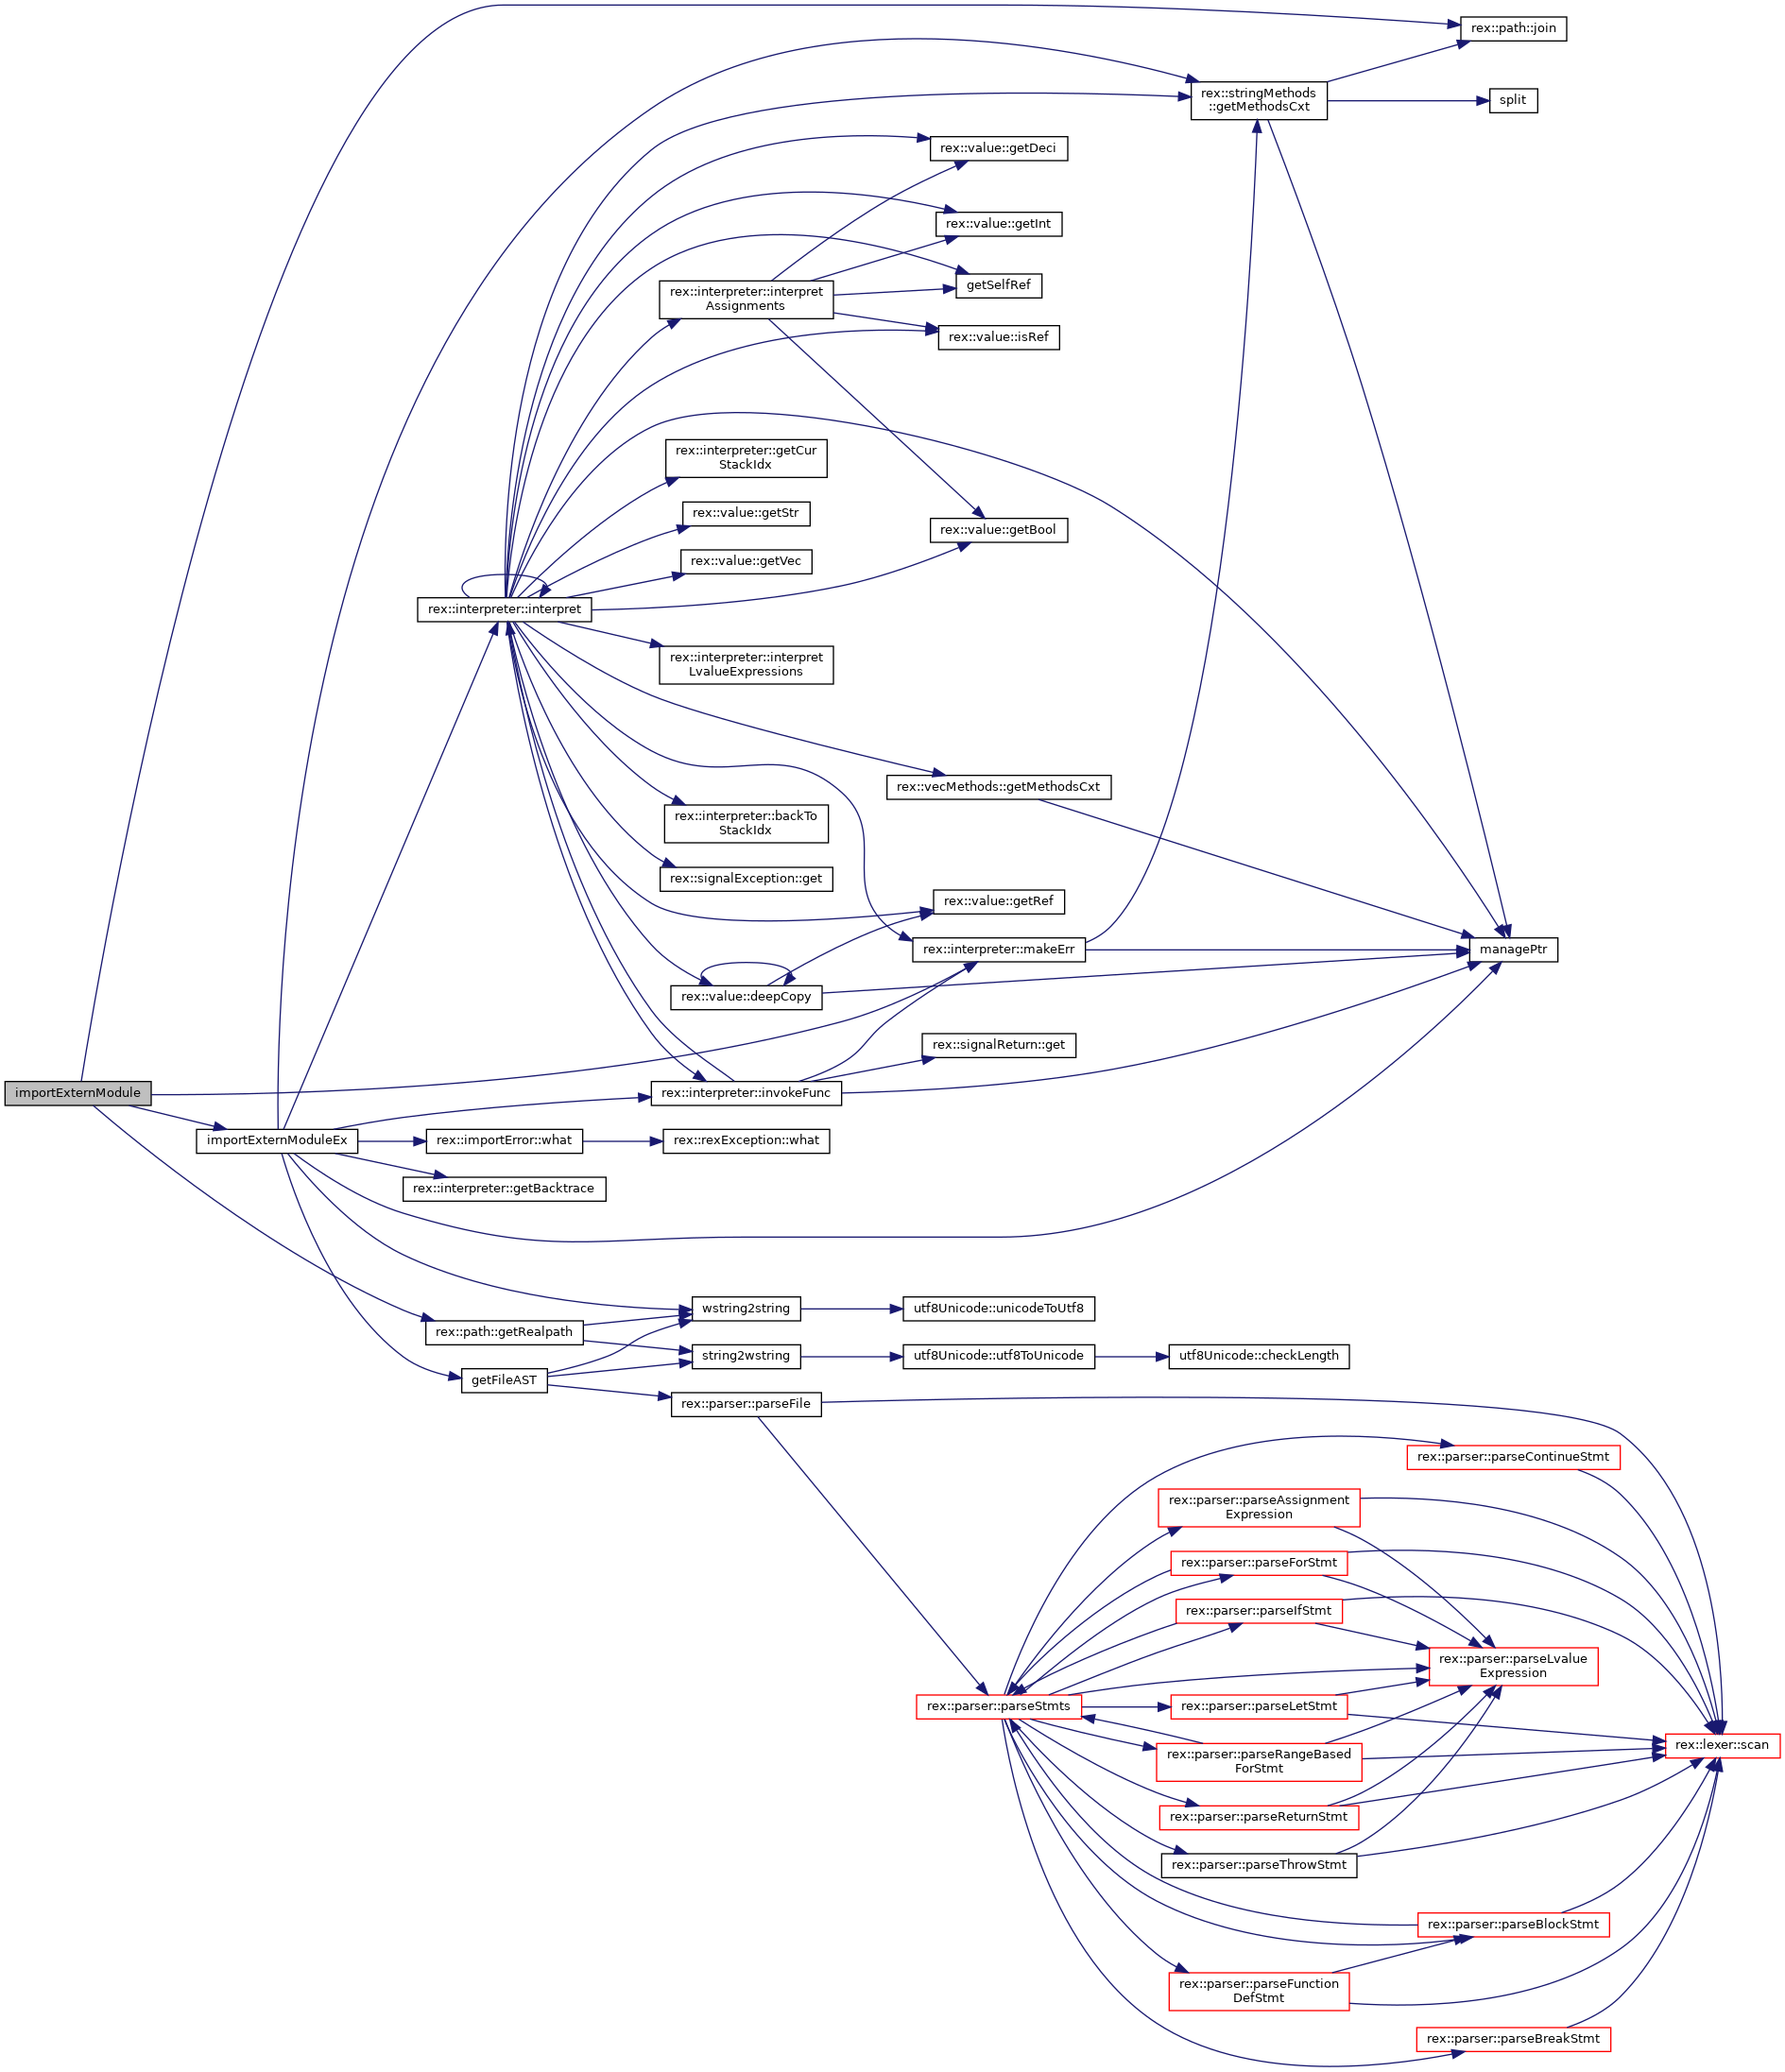 rex::path::join
rex::stringMethods
::getMethodsCxt
split
rex::value::getDeci
rex::value::getInt
getSelfRef
rex::interpreter::interpret
Assignments
rex::value::isRef
rex::interpreter::getCur
StackIdx
rex::value::getStr
rex::value::getBool
rex::value::getVec
rex::interpreter::interpret
rex::interpreter::interpret
LvalueExpressions
rex::vecMethods::getMethodsCxt
rex::interpreter::backTo
StackIdx
rex::signalException::get
rex::value::getRef
rex::interpreter::makeErr
managePtr
rex::value::deepCopy
rex::signalReturn::get
importExternModule
rex::interpreter::invokeFunc
importExternModuleEx
rex::importError::what
rex::rexException::what
rex::interpreter::getBacktrace
wstring2string
utf8Unicode::unicodeToUtf8
rex::path::getRealpath
string2wstring
utf8Unicode::utf8ToUnicode
utf8Unicode::checkLength
getFileAST
rex::parser::parseFile
rex::parser::parseContinueStmt
rex::parser::parseAssignment
Expression
rex::parser::parseForStmt
rex::parser::parseIfStmt
rex::parser::parseLvalue
Expression
rex::parser::parseStmts
rex::parser::parseLetStmt
rex::lexer::scan
rex::parser::parseRangeBased
ForStmt
rex::parser::parseReturnStmt
rex::parser::parseThrowStmt
rex::parser::parseBlockStmt
rex::parser::parseFunction
DefStmt
rex::parser::parseBreakStmt